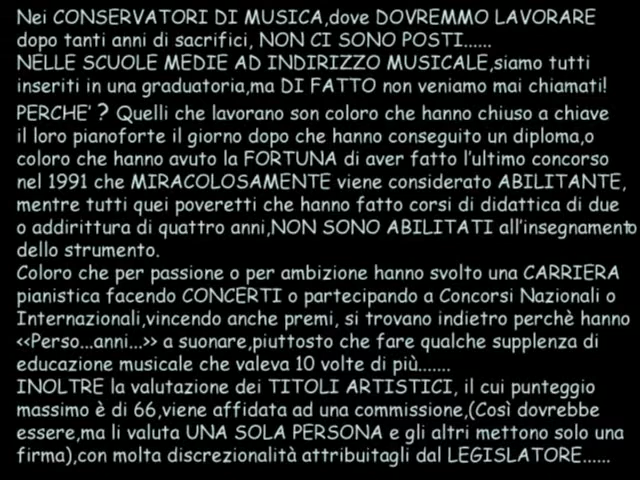 Nei CONSERVATORI DI MUSICA,dove DOVREMMO LAVORARE
dopo tanti anni di sacrifici, NON CI SONO POSTI......
NELLE SCUOLE MEDIE AD INDIRIZZO MUSICALE,siamo tutti
inseriti in una graduatoria,ma DI FATTO non veniamo mai chiamati!
PERCHE' ? Quelli che lavorano son coloro che hanno chiuso a chiave
il loro pianoforte il giorno dopo che hanno conseguito un diploma,o
coloro che hanno avuto la FORTUNA di aver fatto l'ultimo concorso
nel 1991 che MIRACOLOSAMENTE viene considerato ABILITANTE,
mentre tutti quei poveretti che hanno fatto corsi di didattica di due
o addirittura di quattro anni,NON SONO ABILITATI all'insegnamento
dello strumento.
Coloro che per passione o per ambizione hanno svolto una CARRIERA
pianistica facendo CONCERTI o partecipando a Concorsi Nazionali o
Internazionali,vincendo anche premi, si trovano indietro perchè hanno
<<Perso...anni...>> a suonare,piuttosto che fare qualche supplenza di
educazione musicale che valeva 10 volte di più.......
INOLTRE la valutazione dei TITOLI ARTISTICI, il cui punteggio
massimo è di 66,viene affidata ad una commissione,(Così dovrebbe
essere,ma li valuta UNA SOLA PERSONA e gli altri mettono solo una
firma),con molta discrezionalità attribuitagli dal LEGISLATORE......